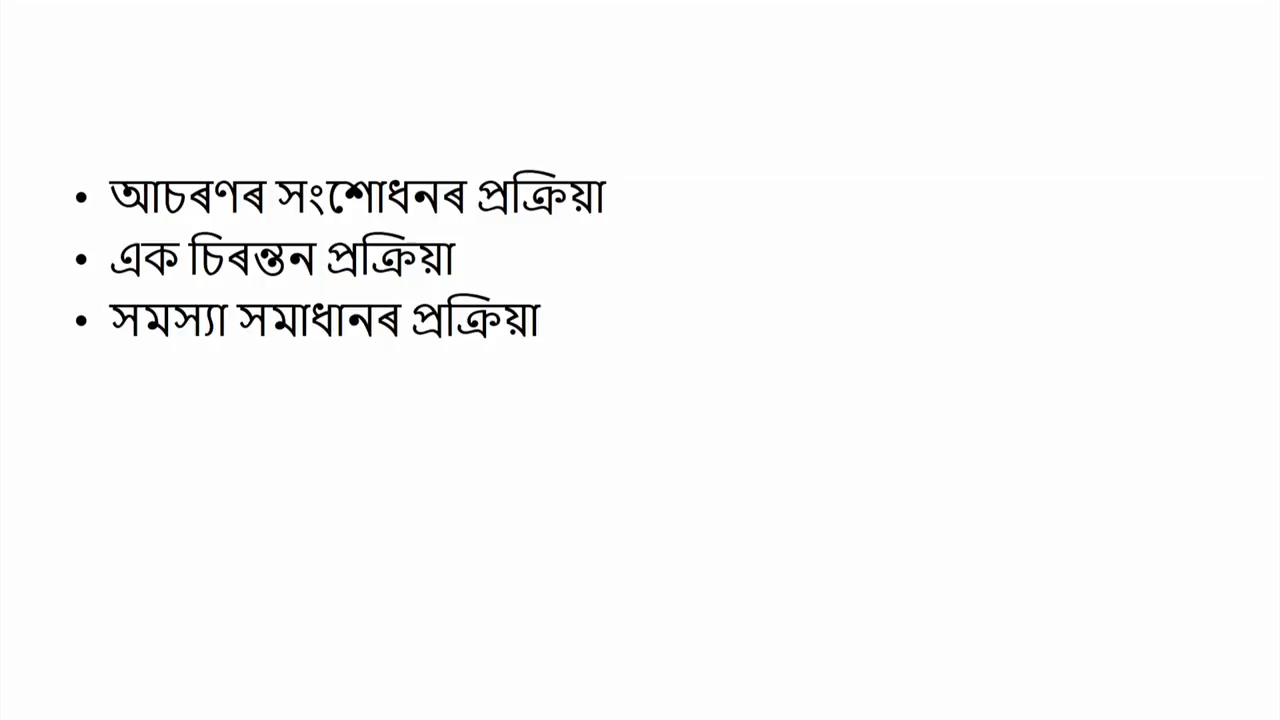 • আচৰণৰ সংশোধনৰ প্ৰক্ৰিয়া
• এক চিৰন্তন প্ৰক্ৰিয়া
• সমস্যা সমাধানৰ প্ৰক্ৰিয়া